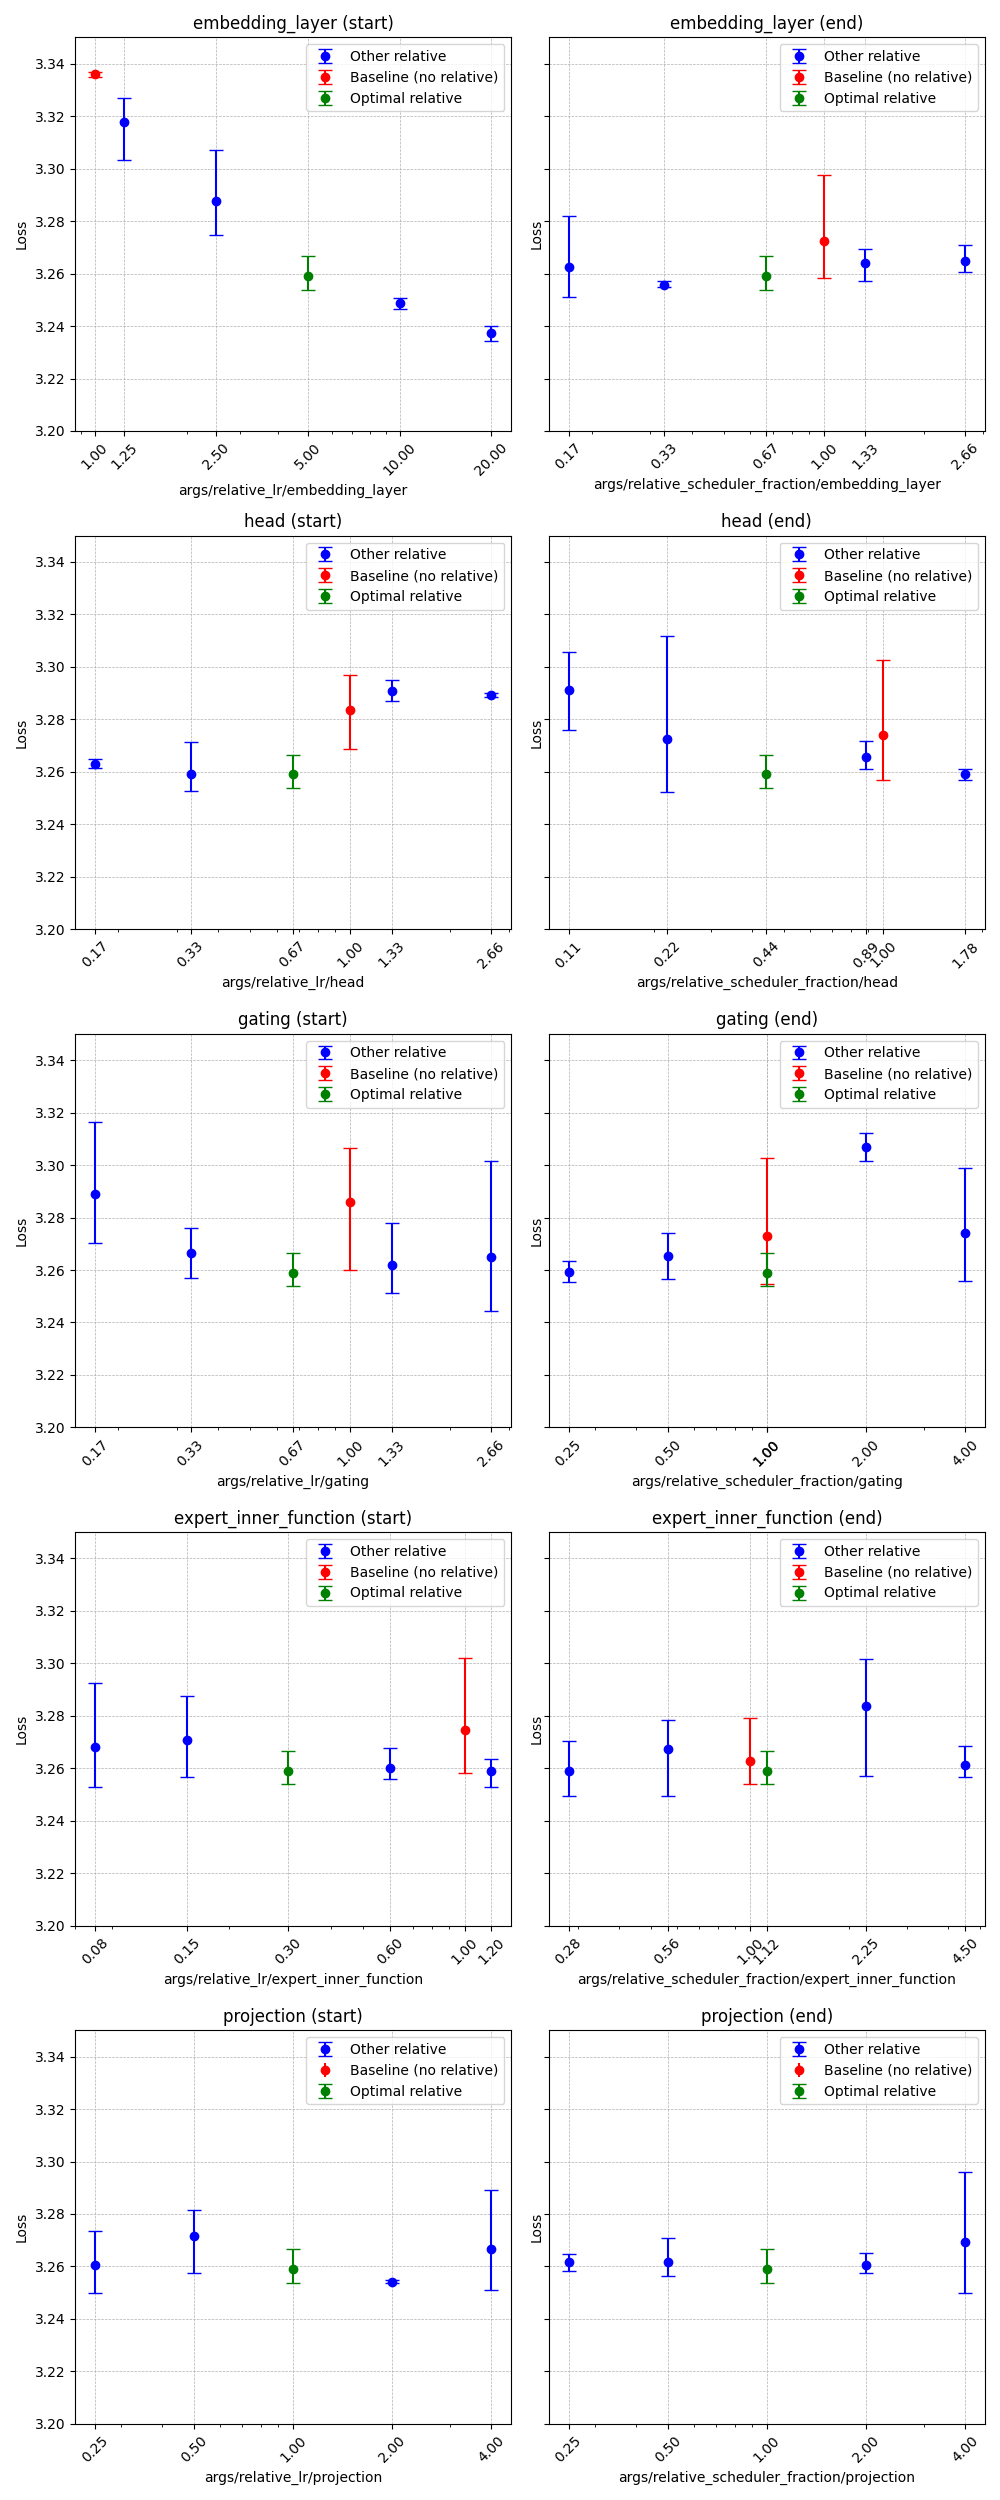 embedding_layer (start)
Other relative
Baseline (no relative)
Optimal relative
3.34
3.32
3.30
3.28
3.26
3.24
3.22
3.20
Loss
1.00
1.25
2.50
5.00
10.00
20.00
args/relative_lr/embedding_layer
embedding_layer (end)
Other relative
Baseline (no relative)
Optimal relative
Loss
0.17
0.33
0.67
1.00
1.33
2.66
args/relative_scheduler_fraction/embedding_layer
head (start)
Other relative
Baseline (no relative)
Optimal relative
3.34
3.32
3.30
3.28
3.26
3.24
3.22
3.20
Loss
0.17
0.33
0.67
1.00
1.33
2.66
args/relative_lr/head
head (end)
Other relative
Baseline (no relative)
Optimal relative
Loss
0.11
0.22
0.44
0.89
1.00
1.78
args/relative_scheduler_fraction/head
gating (start)
Other relative
Baseline (no relative)
Optimal relative
3.34
3.32
3.30
3.28
3.26
3.24
3.22
3.20
Loss
0.17
0.33
0.67
1.00
1.33
2.66
args/relative_lr/gating
gating (end)
Other relative
Baseline (no relative)
Optimal relative
Loss
0.25
0.50
1.00
2.00
4.00
args/relative_scheduler_fraction/gating
expert_inner_function (start)
Other relative
Baseline (no relative)
Optimal relative
3.34
3.32
3.30
3.28
3.26
3.24
3.22
3.20
Loss
0.08
0.15
0.30
0.60
1.00
1.20
args/relative_lr/expert_inner_function
expert_inner_function (end)
Other relative
Baseline (no relative)
Optimal relative
Loss
0.28
0.56
1.00
1.12
2.25
4.50
args/relative_scheduler_fraction/expert_inner_function
projection (start)
Other relative
Baseline (no relative)
Optimal relative
3.34
3.32
3.30
3.28
3.26
3.24
3.22
3.20
Loss
0.25
0.50
1.00
2.00
4.00
args/relative_lr/projection
projection (end)
Other relative
Baseline (no relative)
Optimal relative
Loss
0.25
0.50
1.00
2.00
4.00
args/relative_scheduler_fraction/projection